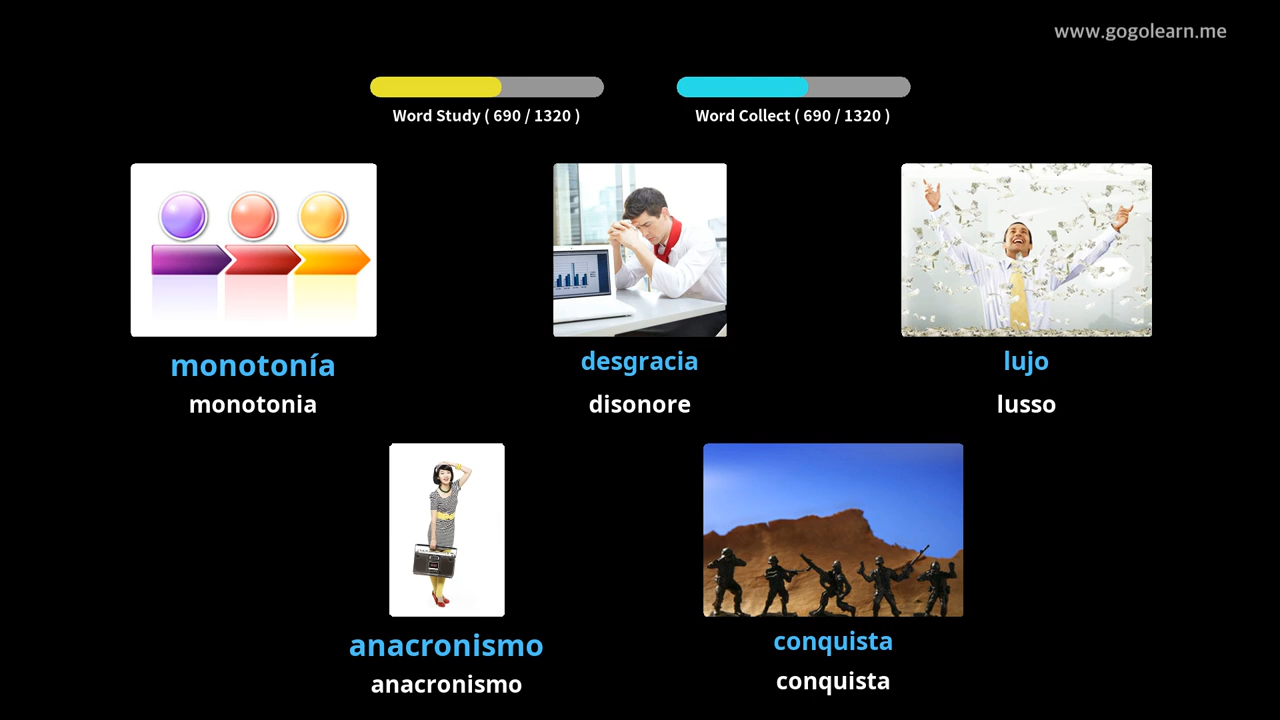 www.gogolearn.me
Word Study ( 690 / 1320 )
Word Collect ( 690 / 1320 )
monotonía
monotonia
desgracia
disonore
lujo
lusso
anacronismo
anacronismo
conquista
conquista